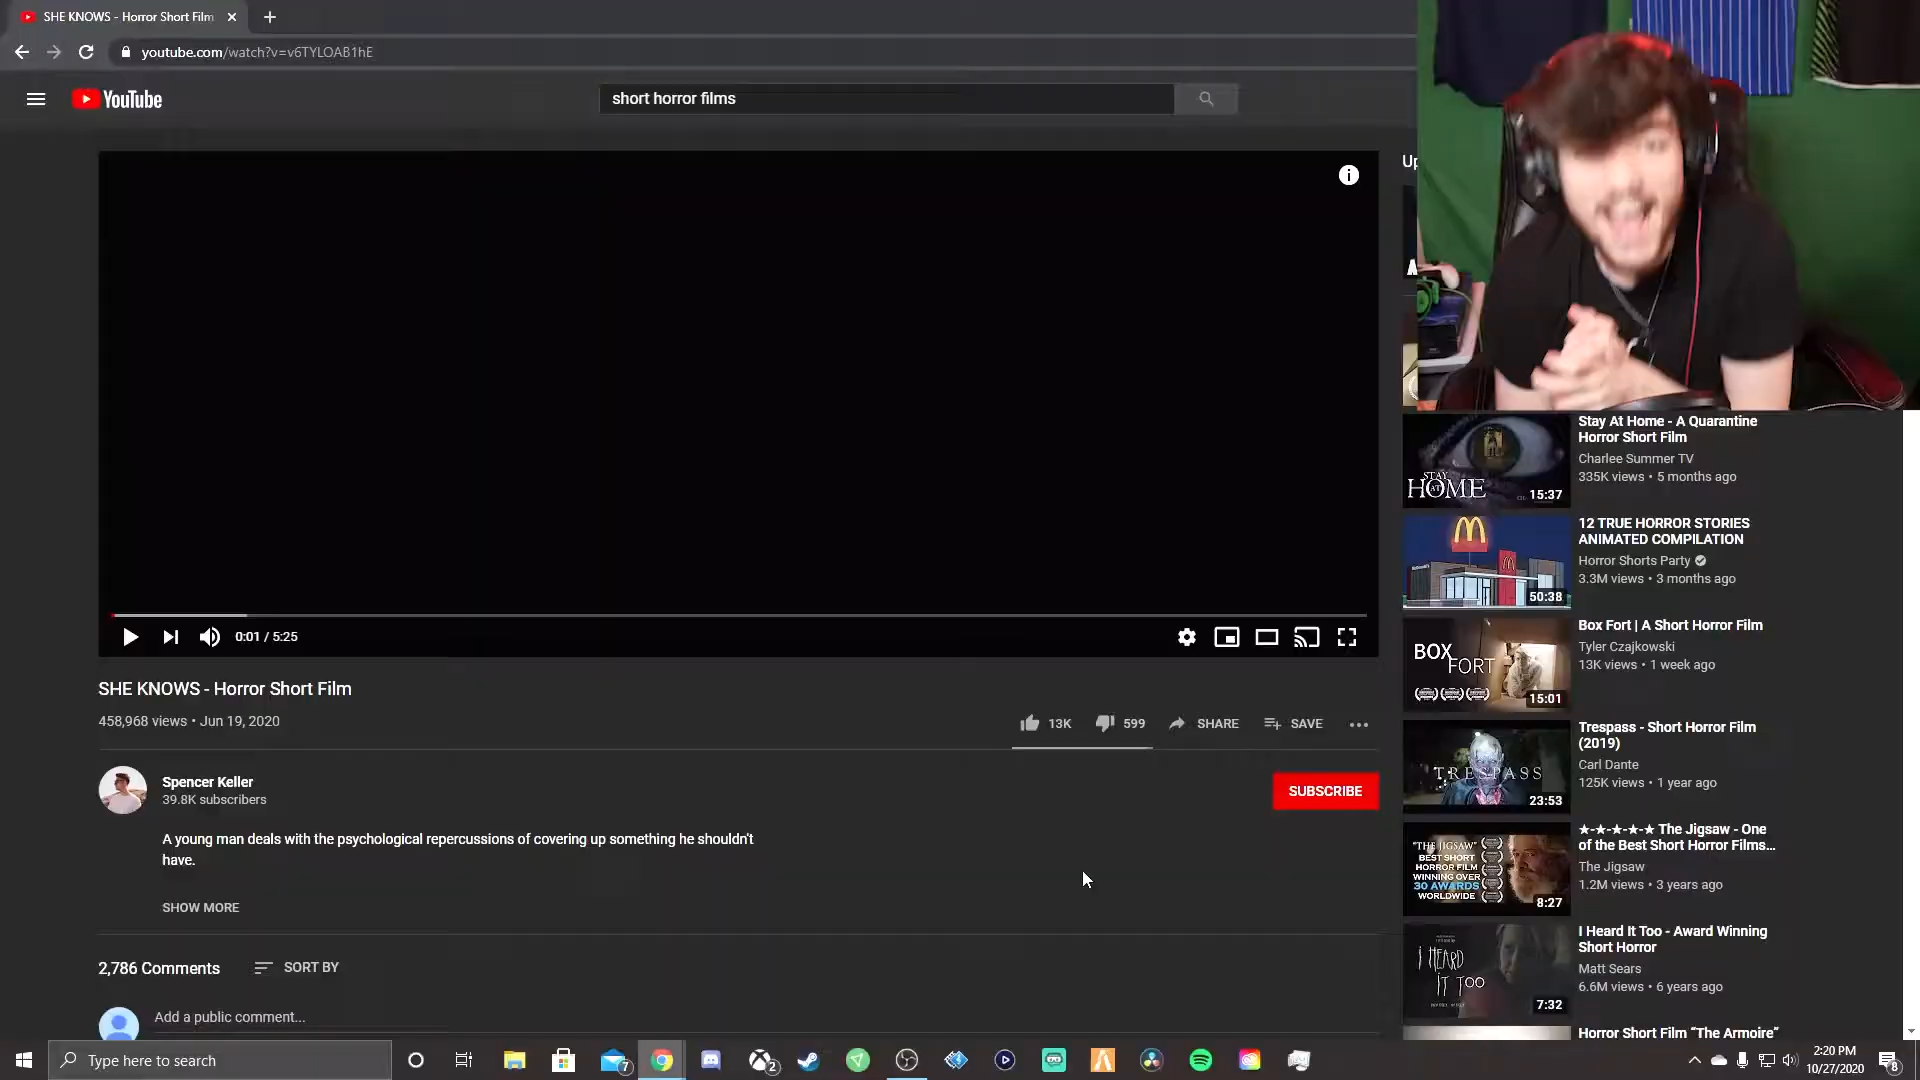 SHE KNOWS - Horror Short Film
youtube.com/watch?v=v6TYLOAB1hE
YouTube
short horror films
Up
0:01 / 5:25
SHE KNOWS - Horror Short Film
458,968 views • Jun 19, 2020
13K
599
SHARE
SAVE
Spencer Keller
39.8K subscribers
SUBSCRIBE
A young man deals with the psychological repercussions of covering up something he shouldn't
have.
SHOW MORE
2,786 Comments
SORT BY
Add a public comment...
STAY
AT
HOME
15:37
Stay At Home - A Quarantine
Horror Short Film
Charlee Summer TV
335K views • 5 months ago
50:38
12 TRUE HORROR STORIES
ANIMATED COMPILATION
Horror Shorts Party
3.3M views • 3 months ago
BOX
FORT
15:01
Box Fort | A Short Horror Film
Tyler Czajkowski
13K views • 1 week ago
TRESPASS
23:53
Trespass - Short Horror Film
(2019)
Carl Dante
125K views • 1 year ago
"THE JIGSAW"
BEST SHORT
HORROR FILM
WINNING OVER
30 AWARDS
WORLDWIDE
8:27
★-★-★-★-★ The Jigsaw - One
of the Best Short Horror Films...
The Jigsaw
1.2M views • 3 years ago
I HEARD
IT TOO
7:32
I Heard It Too - Award Winning
Short Horror
Matt Sears
6.6M views • 6 years ago
Horror Short Film “The Armoire”
Type here to search
7
2
2:20 PM
10/27/2020
8